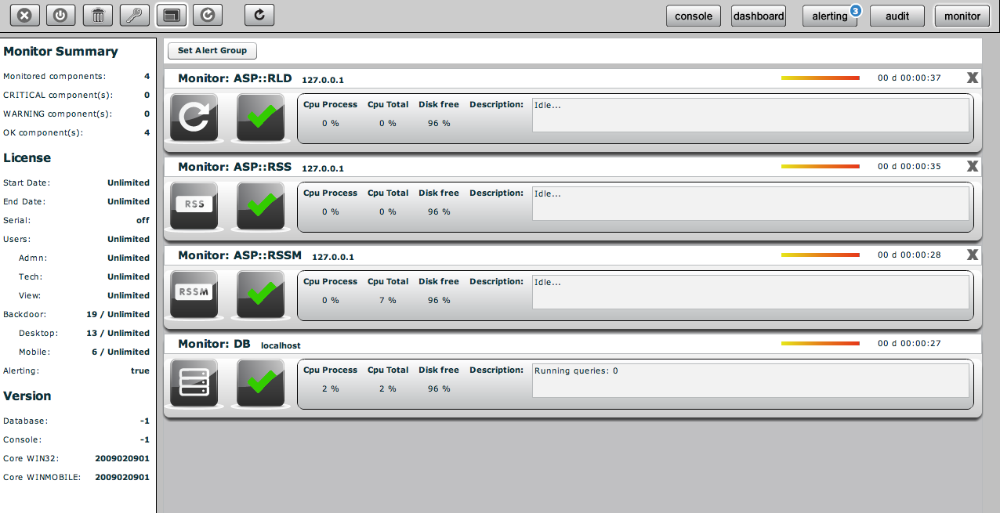 console dashboard alerting 3 audit monitor
Monitor Summary
Monitored components: 4
CRITICAL component(s): 0
WARNING component(s): 0
OK component(s): 4
License
Start Date: Unlimited
End Date: Unlimited
Serial: off
Users: Unlimited
Admn: Unlimited
Tech: Unlimited
View: Unlimited
Backdoor: 19 / Unlimited
Desktop: 13 / Unlimited
Mobile: 6 / Unlimited
Alerting: true
Version
Database: -1
Console: -1
Core WIN32: 2009020901
Core WINMOBILE: 2009020901
Set Alert Group
Monitor: ASP::RLD 127.0.0.1 00 d 00:00:37 X
Cpu Process Cpu Total Disk free Description: Idle...
0 % 0 % 96 %
Monitor: ASP::RSS 127.0.0.1 00 d 00:00:35 X
Cpu Process Cpu Total Disk free Description: Idle...
RSS
0 % 0 % 96 %
Monitor: ASP::RSSM 127.0.0.1 00 d 00:00:28 X
Cpu Process Cpu Total Disk free Description: Idle...
RSSM
0 % 7 % 96 %
Monitor: DB localhost 00 d 00:00:27
Cpu Process Cpu Total Disk free Description: Running queries: 0
2 % 2 % 96 %